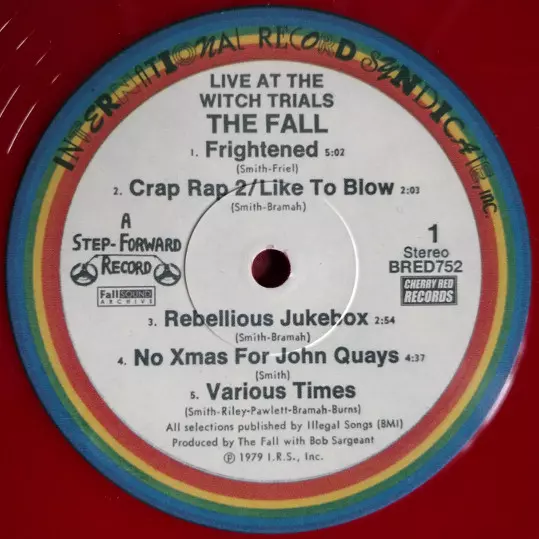 INTERNATIONAL RECORD SYNDICATE, INC.
LIVE AT THE
WITCH TRIALS
THE FALL
1. Frightened 5:02
(Smith-Friel)
2. Crap Rap 2/Like To Blow 2:03
(Smith-Bramah)
A
STEP-FORWARD
RECORD
FallSOUND
ARCHIVE
1
Stereo
BRED752
CHERRY RED
RECORDS
3. Rebellious Jukebox 2:54
(Smith-Bramah)
4. No Xmas For John Quays 4:37
(Smith)
5. Various Times
(Smith-Riley-Pawlett-Bramah-Burns)
All selections published by Illegal Songs (BMI)
Produced by The Fall with Bob Sargeant
℗ 1979 I.R.S., Inc.